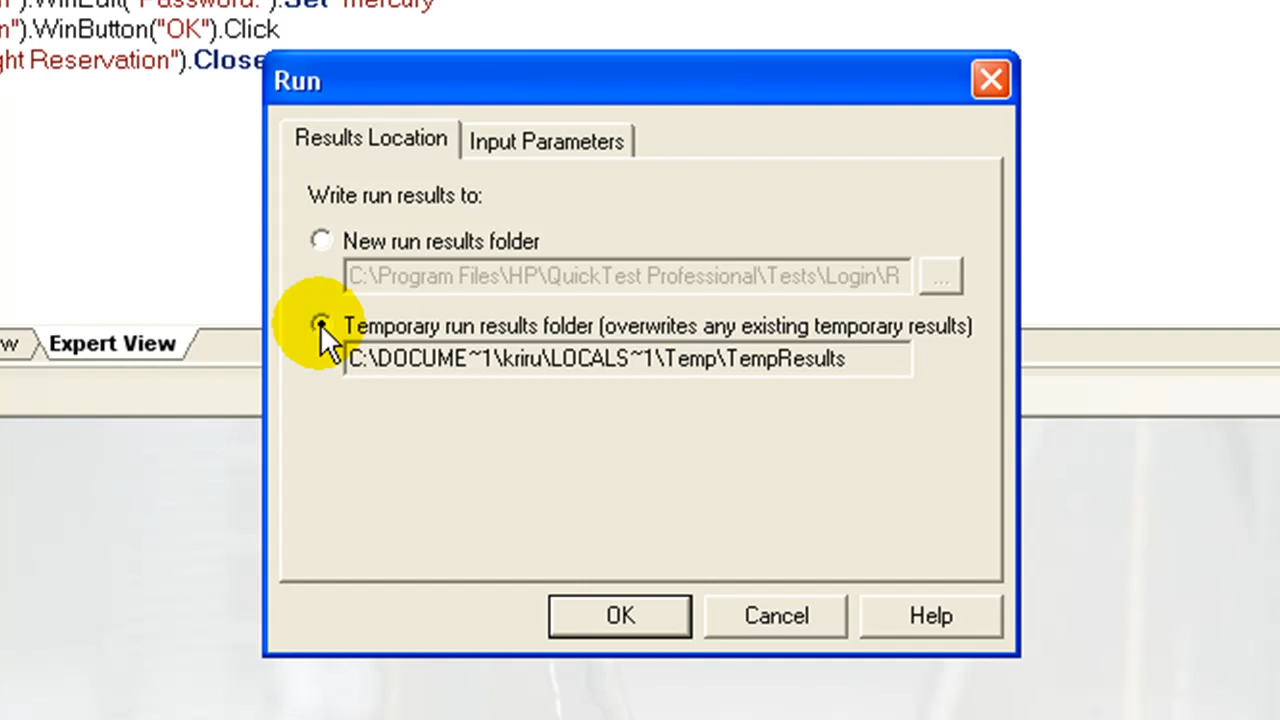 n").WinEdit("Password:").Set "mercury"
n").WinButton("OK").Click
ght Reservation").Close
Run
Results Location
Input Parameters
Write run results to:
New run results folder
C:\Program Files\HP\QuickTest Professional\Tests\Login\R
...
Temporary run results folder (overwrites any existing temporary results)
C:\DOCUME~1\kriru\LOCALS~1\Temp\TempResults
w
Expert View
OK
Cancel
Help